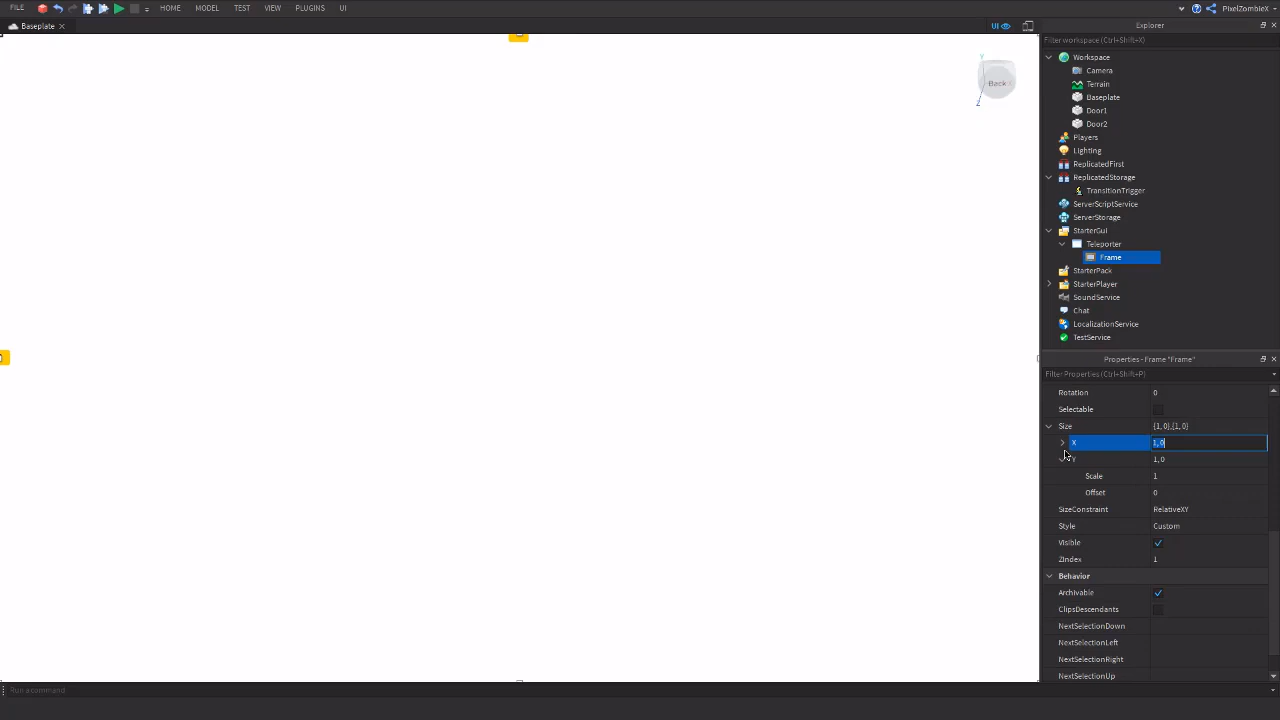 FILE HOME MODEL TEST VIEW PLUGINS UI PixelZombieX
Baseplate UI
Explorer
Filter workspace (Ctrl+Shift+X)
Workspace
Camera
Terrain
Baseplate
Door1
Door2
Players
Lighting
ReplicatedFirst
ReplicatedStorage
TransitionTrigger
ServerScriptService
ServerStorage
StarterGui
Teleporter
Frame
StarterPack
StarterPlayer
SoundService
Chat
LocalizationService
TestService
Y
Back X
Z
Properties - Frame "Frame"
Filter Properties (Ctrl+Shift+P)
Rotation 0
Selectable
Size {1, 0},{1, 0}
X 1,0
Y 1,0
Scale 1
Offset 0
SizeConstraint RelativeXY
Style Custom
Visible
ZIndex 1
Behavior
Archivable
ClipsDescendants
NextSelectionDown
NextSelectionLeft
NextSelectionRight
NextSelectionUp
Run a command